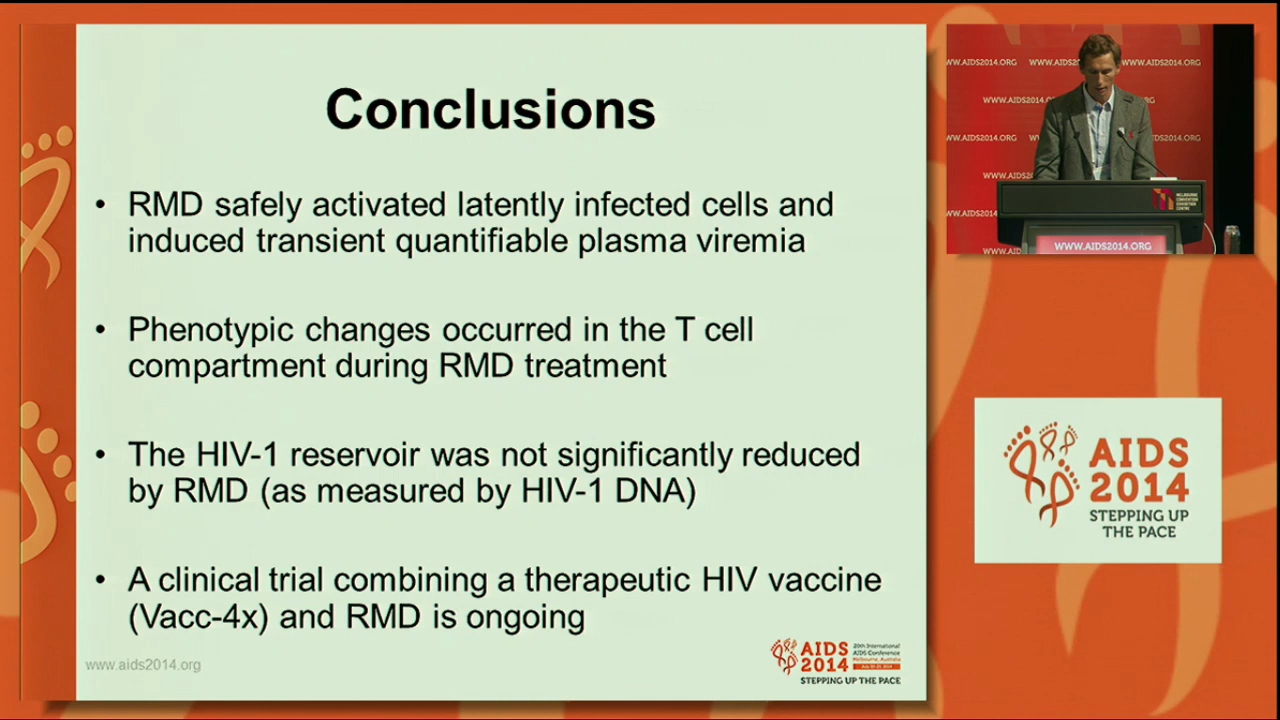 Conclusions
• RMD safely activated latently infected cells and
induced transient quantifiable plasma viremia
• Phenotypic changes occurred in the T cell
compartment during RMD treatment
• The HIV-1 reservoir was not significantly reduced
by RMD (as measured by HIV-1 DNA)
• A clinical trial combining a therapeutic HIV vaccine
(Vacc-4x) and RMD is ongoing
www.aids2014.org
AIDS
2014
20th International
AIDS Conference
Melbourne, Australia
July 20-25, 2014
STEPPING UP THE PACE
WWW.AIDS2014.ORG
WWW.AIDS2014.ORG
WWW.AIDS2014.ORG
MELBOURNE
CONVENTION
EXHIBITION
CENTRE
WWW.AIDS2014.ORG
AIDS
2014
STEPPING UP
THE PACE